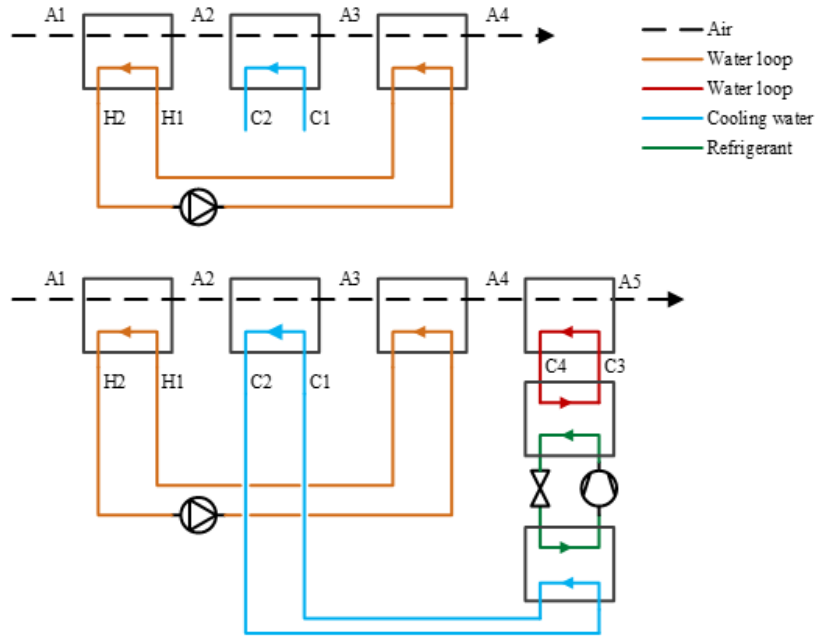 A1 A2 A3 A4
H2 H1 C2 C1
Air
Water loop
Water loop
Cooling water
Refrigerant
A1 A2 A3 A4 A5
H2 H1 C2 C1 C4 C3